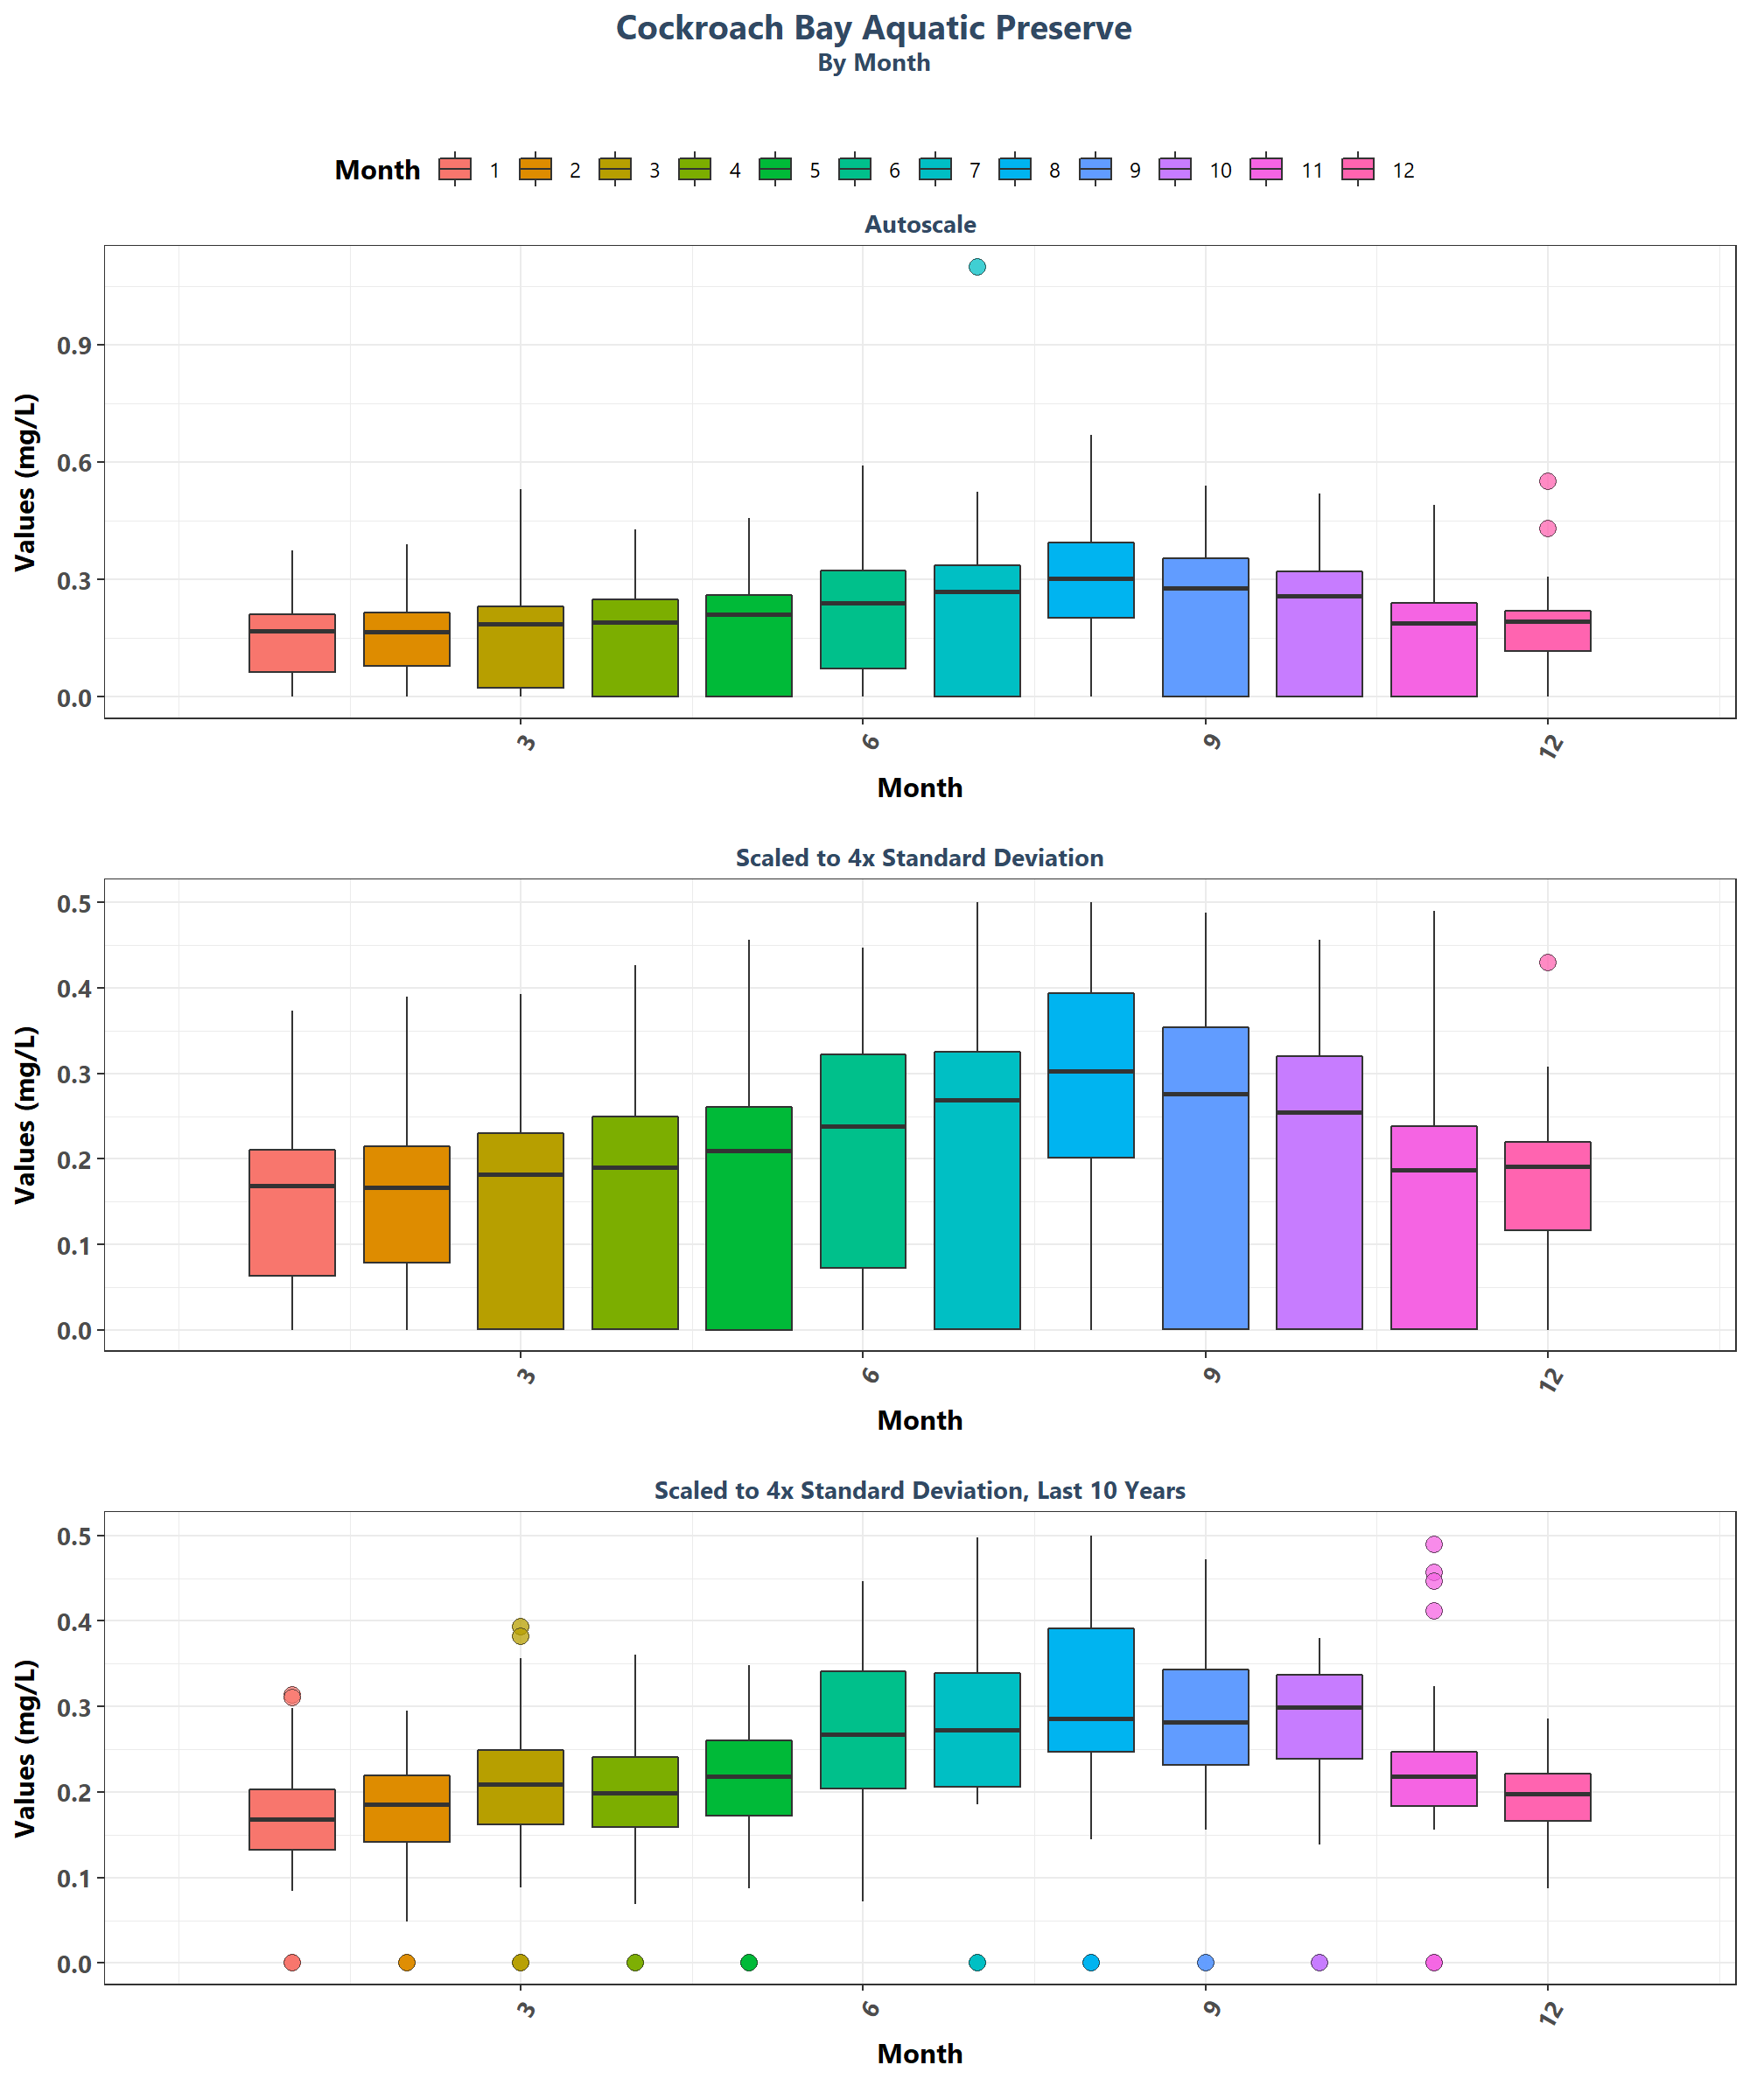 Cockroach Bay Aquatic Preserve
By Month
Month 1 2 3 4 5 6 7 8 9 10 11 12
Autoscale
Values (mg/L)
0.9
0.6
0.3
0.0
3 6 9 12
Month
Scaled to 4x Standard Deviation
Values (mg/L)
0.5
0.4
0.3
0.2
0.1
0.0
3 6 9 12
Month
Scaled to 4x Standard Deviation, Last 10 Years
Values (mg/L)
0.5
0.4
0.3
0.2
0.1
0.0
3 6 9 12
Month